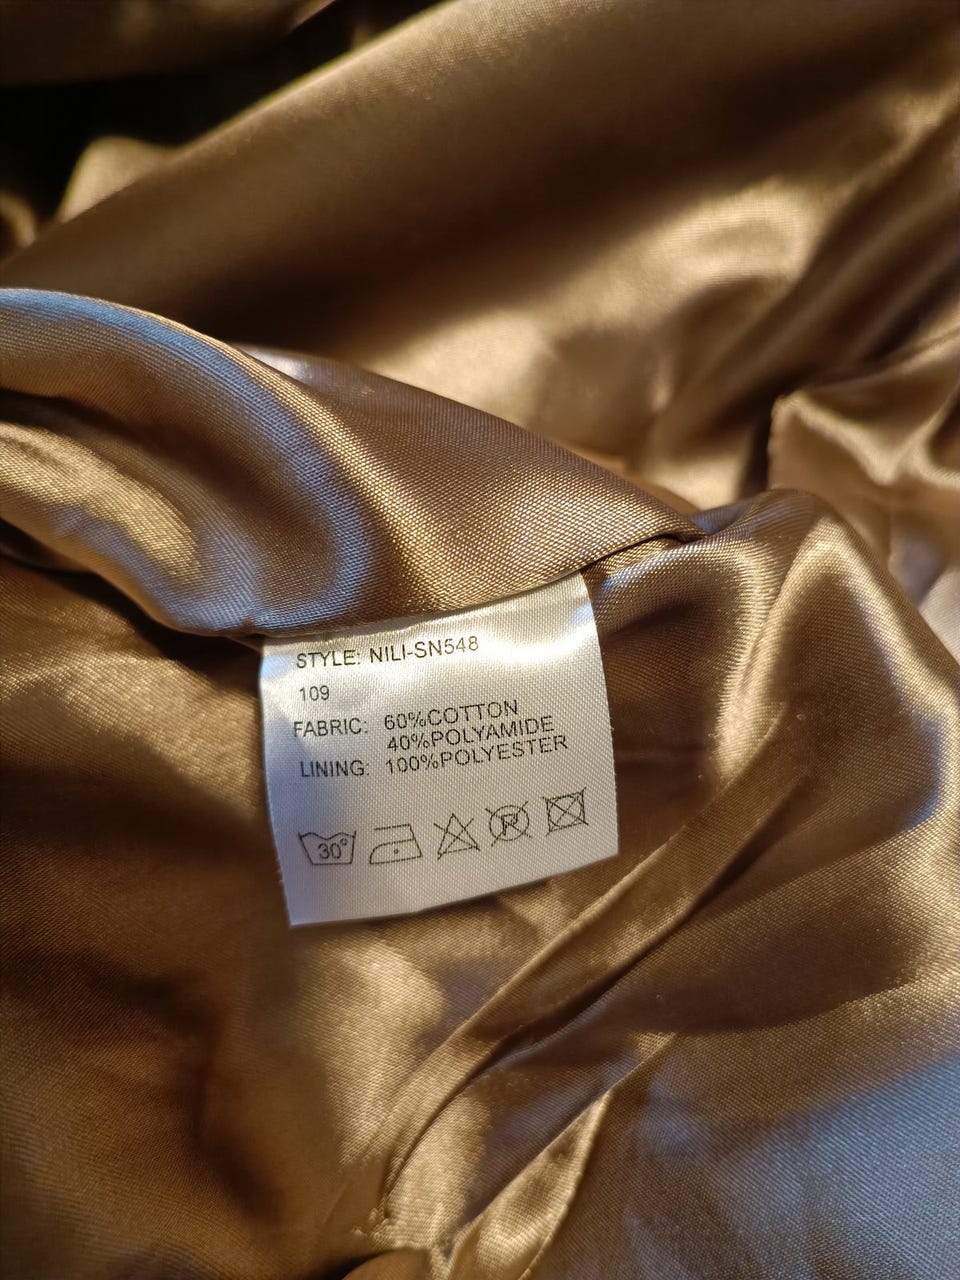 STYLE: NILI-SN548
109
FABRIC: 60%COTTON
40%POLYAMIDE
LINING: 100%POLYESTER
30° P